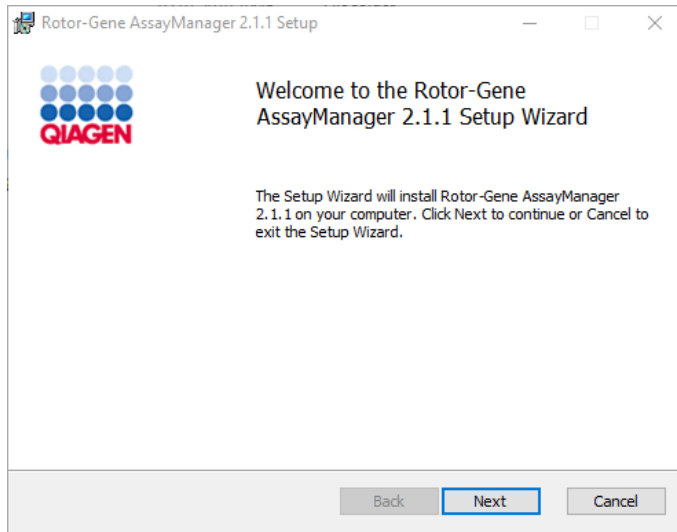 Rotor-Gene AssayManager 2.1.1 Setup
QIAGEN
Welcome to the Rotor-Gene
AssayManager 2.1.1 Setup Wizard
The Setup Wizard will install Rotor-Gene AssayManager
2.1.1 on your computer. Click Next to continue or Cancel to
exit the Setup Wizard.
Back
Next
Cancel